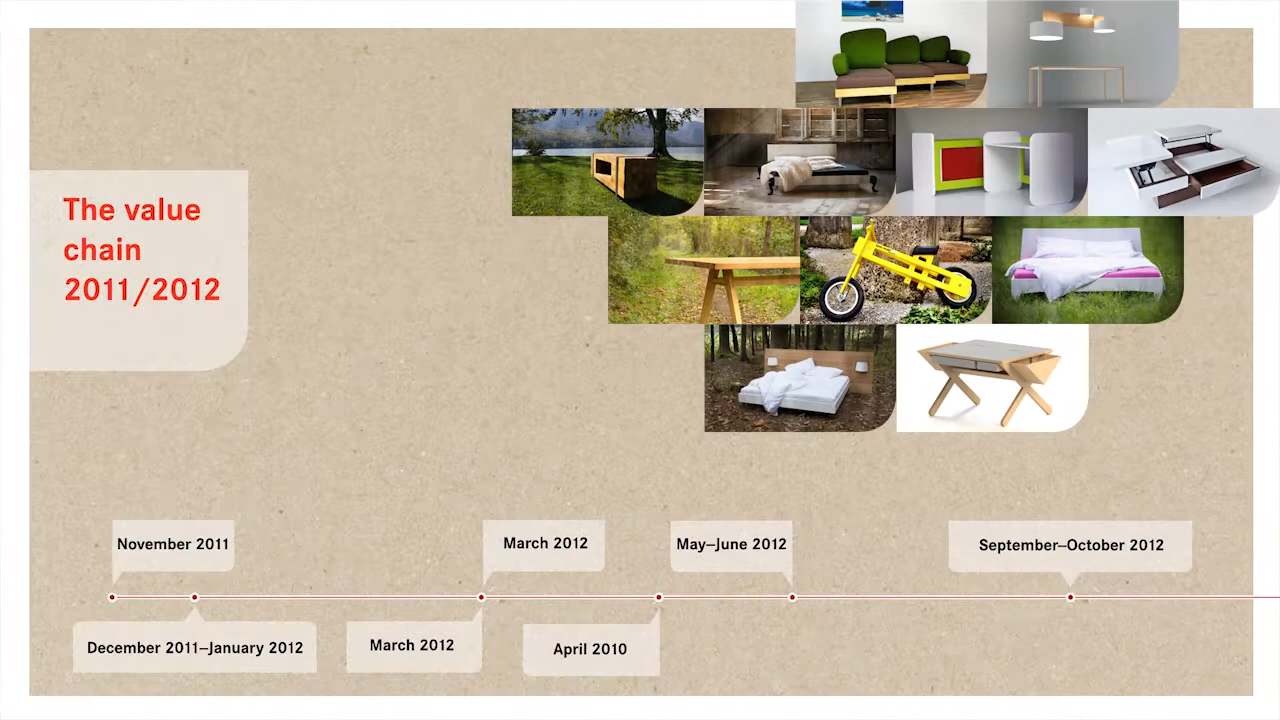 The value
chain
2011/2012
November 2011
March 2012
May–June 2012
September–October 2012
December 2011–January 2012
March 2012
April 2010